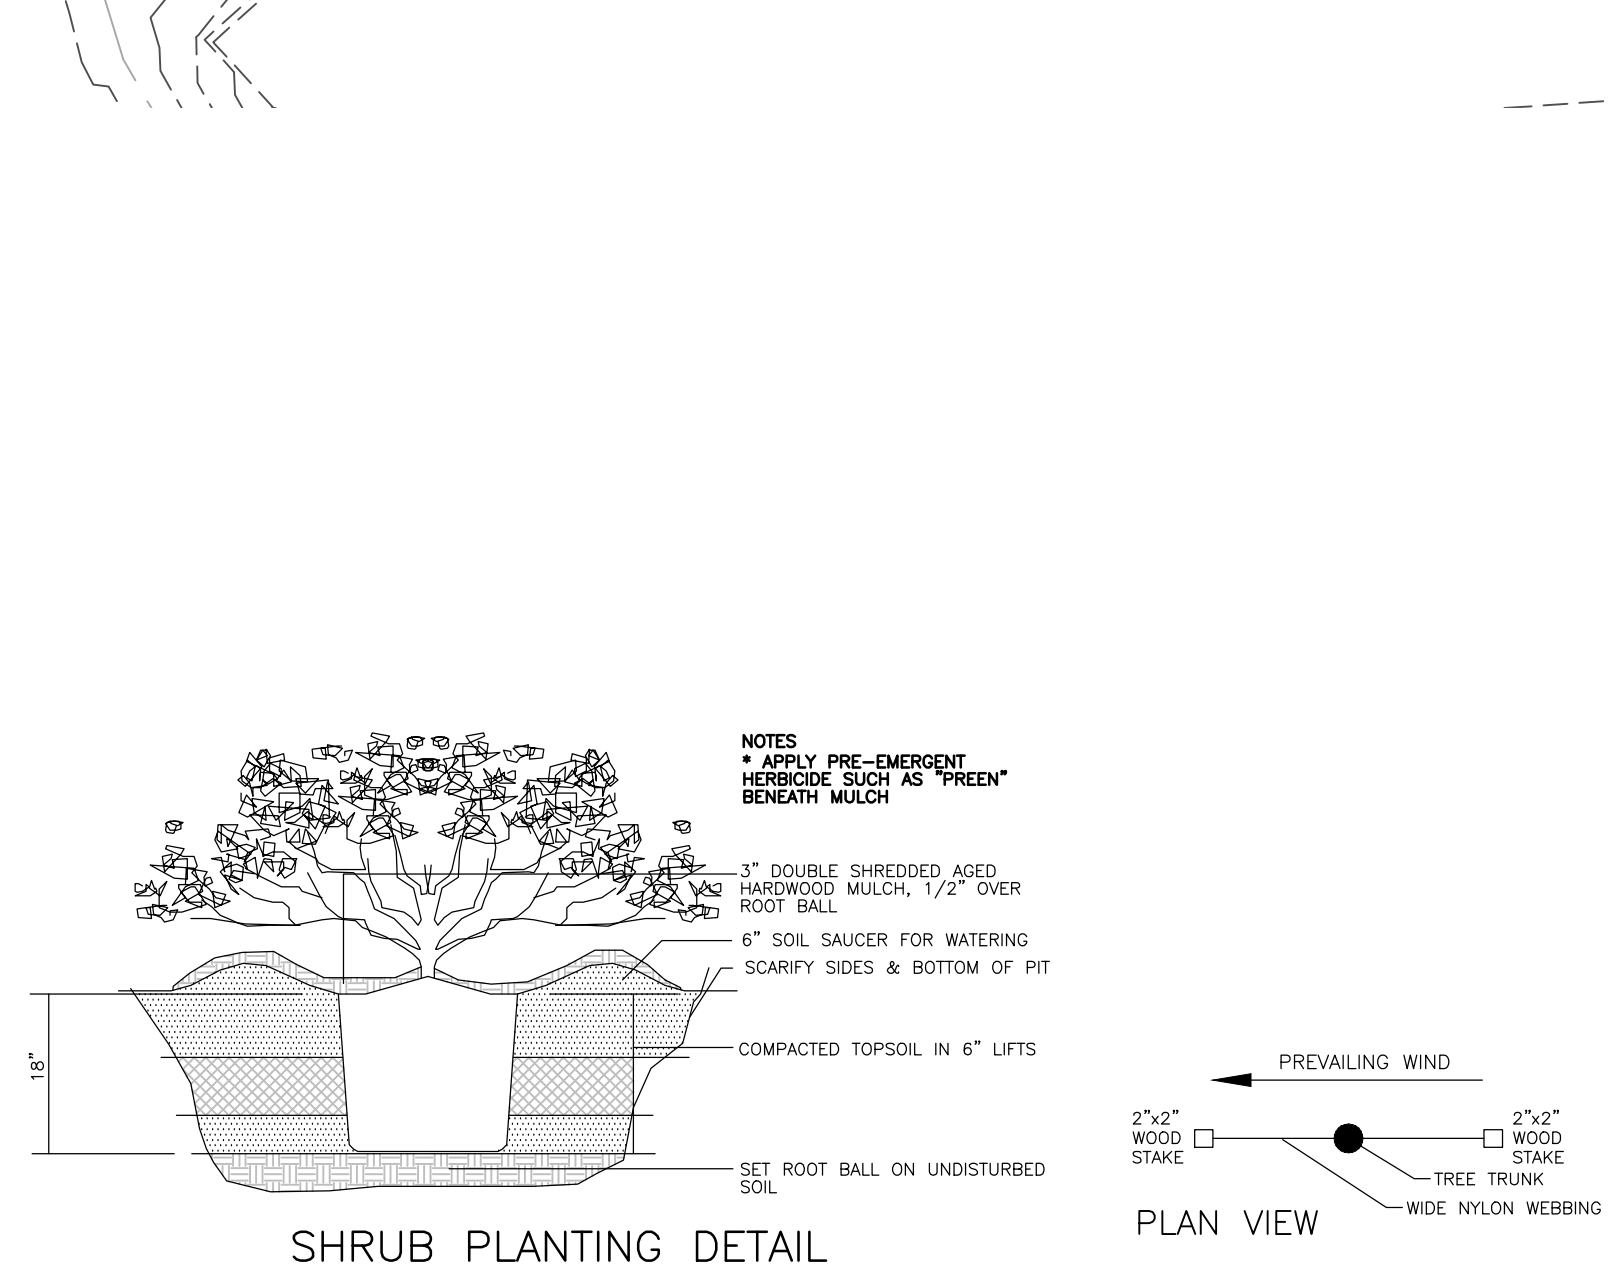 NOTES
* APPLY PRE-EMERGENT
HERBICIDE SUCH AS "PREEN"
BENEATH MULCH
3" DOUBLE SHREDDED AGED
HARDWOOD MULCH, 1/2" OVER
ROOT BALL
6" SOIL SAUCER FOR WATERING
SCARIFY SIDES & BOTTOM OF PIT
18"
COMPACTED TOPSOIL IN 6" LIFTS
SET ROOT BALL ON UNDISTURBED
SOIL
SHRUB PLANTING DETAIL
PREVAILING WIND
2"x2"
WOOD
STAKE
2"x2"
WOOD
STAKE
TREE TRUNK
WIDE NYLON WEBBING
PLAN VIEW